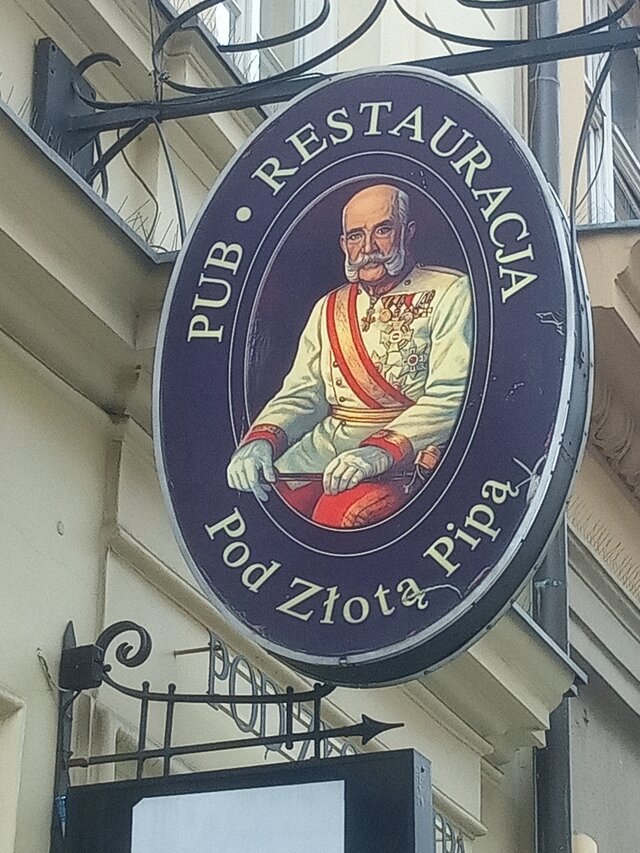 PUB • RESTAURACJA
Pod Złotą Pipą